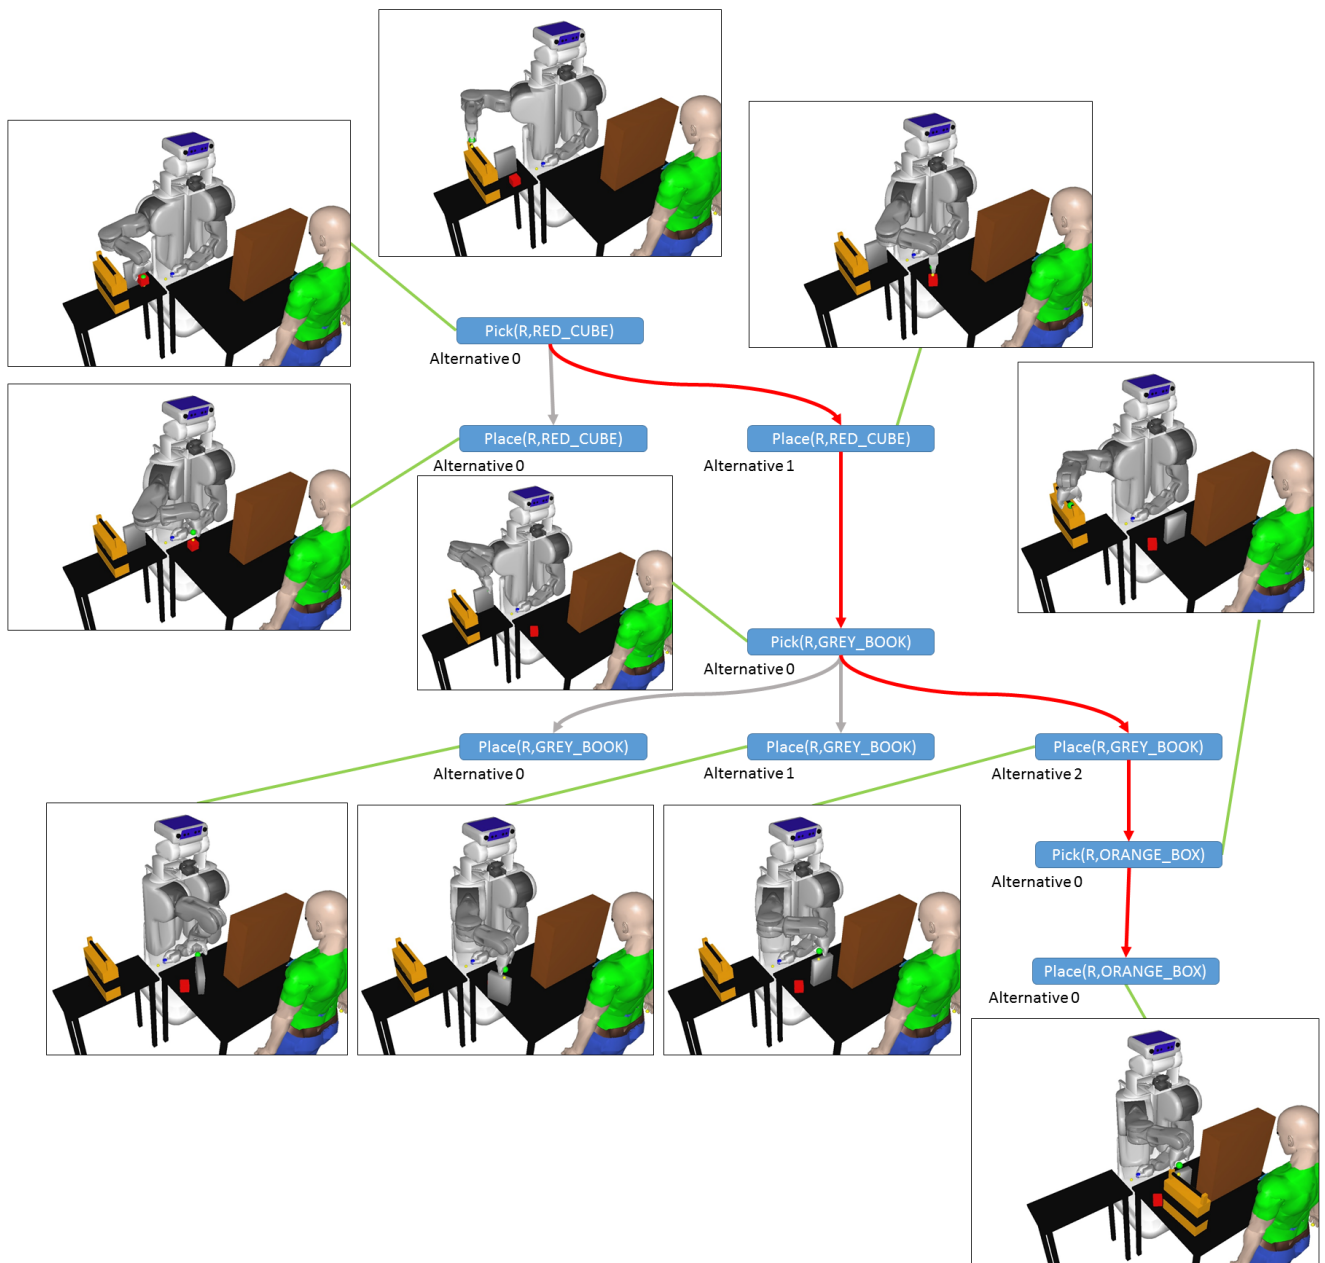 Pick(R,RED_CUBE)
Alternative 0
Place(R,RED_CUBE)
Alternative 0
Place(R,RED_CUBE)
Alternative 1
Pick(R,GREY_BOOK)
Alternative 0
Place(R,GREY_BOOK)
Alternative 0
Place(R,GREY_BOOK)
Alternative 1
Place(R,GREY_BOOK)
Alternative 2
Pick(R,ORANGE_BOX)
Alternative 0
Place(R,ORANGE_BOX)
Alternative 0